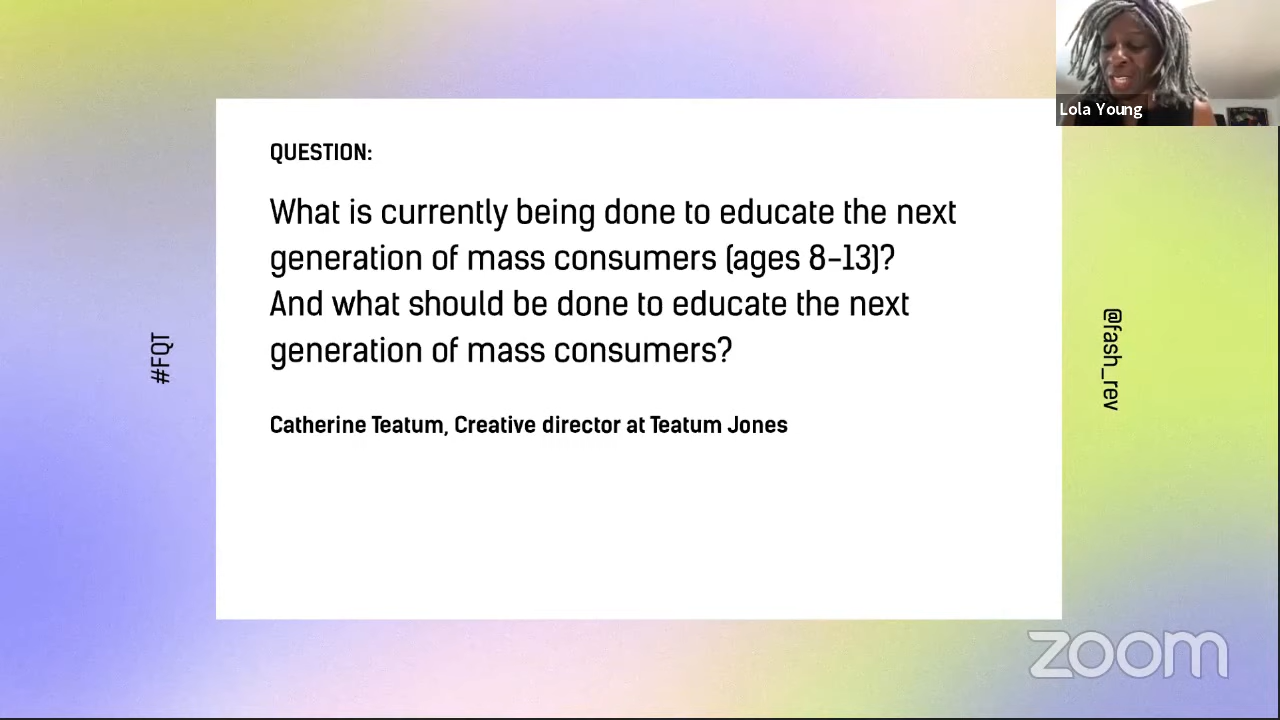 Lola Young
QUESTION:
What is currently being done to educate the next
generation of mass consumers (ages 8-13)?
And what should be done to educate the next
generation of mass consumers?
Catherine Teatum, Creative director at Teatum Jones
#FQT
@fash_rev
zoom